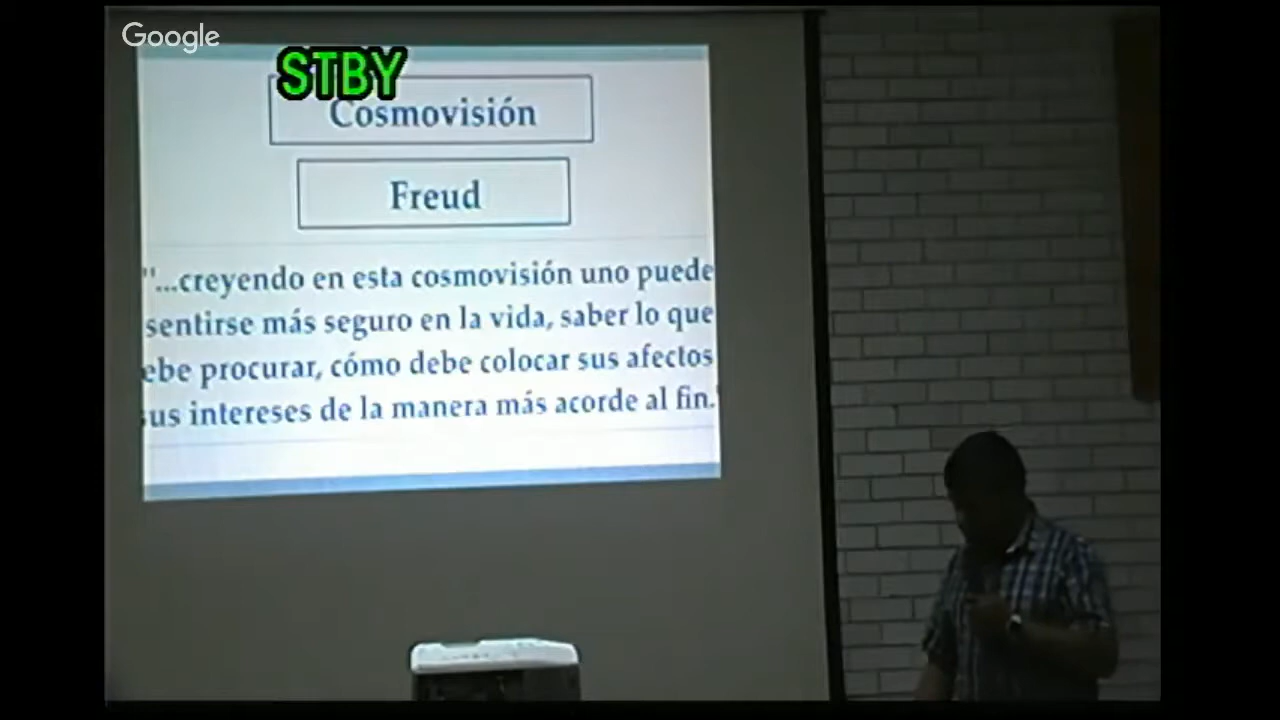 Google
STBY
Cosmovisión
Freud
"...creyendo en esta cosmovisión uno puede
sentirse más seguro en la vida, saber lo que
ebe procurar, cómo debe colocar sus afectos
sus intereses de la manera más acorde al fin."